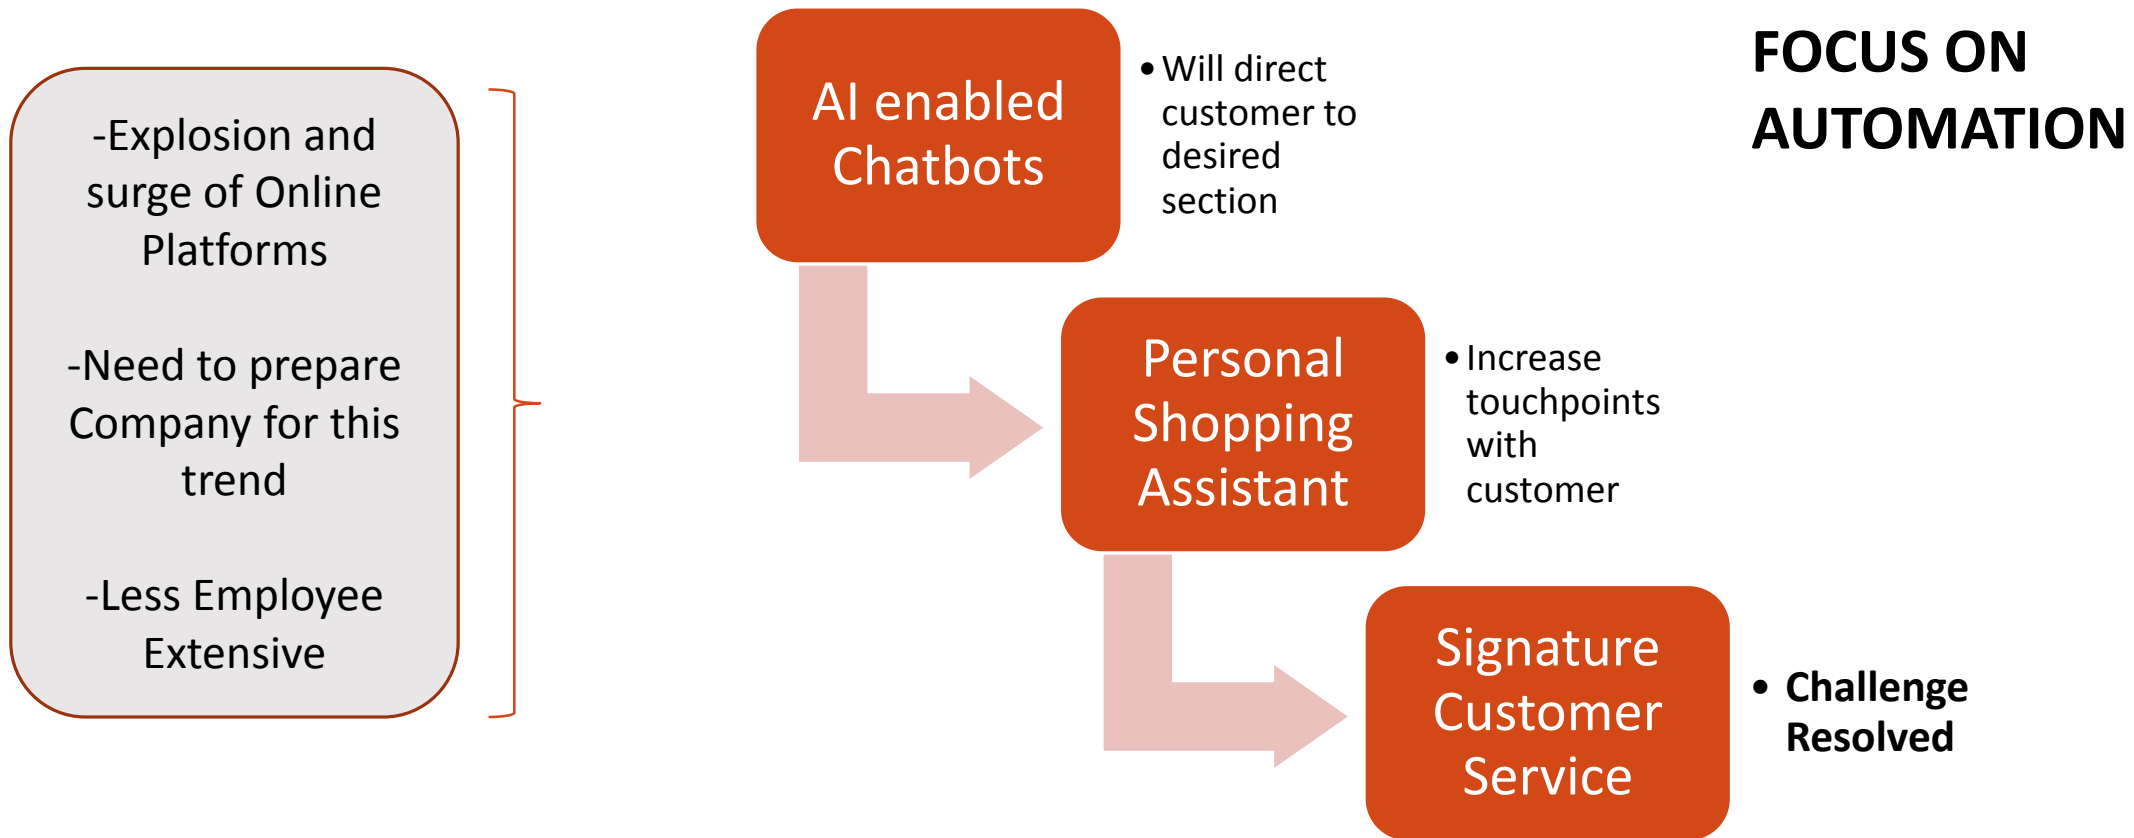 FOCUS ON
AUTOMATION
-Explosion and
surge of Online
Platforms
-Need to prepare
Company for this
trend
-Less Employee
Extensive
AI enabled
Chatbots
•Will direct
customer to
desired
section
Personal
Shopping
Assistant
•Increase
touchpoints
with
customer
Signature
Customer
Service
• Challenge
Resolved